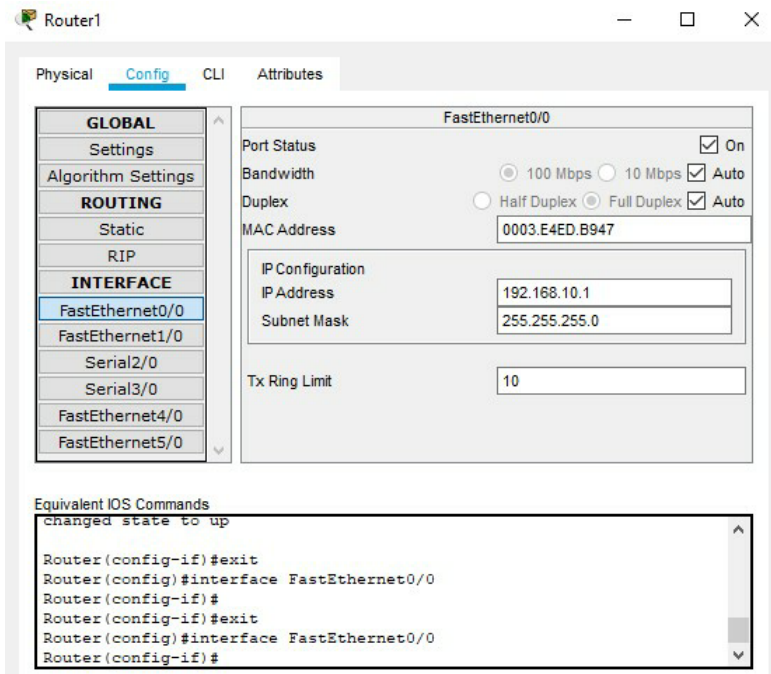 Router1
Physical Config CLI Attributes
GLOBAL
Settings
Algorithm Settings
ROUTING
Static
RIP
INTERFACE
FastEthernet0/0
FastEthernet1/0
Serial2/0
Serial3/0
FastEthernet4/0
FastEthernet5/0
FastEthernet0/0
Port Status On
Bandwidth 100 Mbps 10 Mbps Auto
Duplex Half Duplex Full Duplex Auto
MAC Address 0003.E4ED.B947
IP Configuration
IP Address 192.168.10.1
Subnet Mask 255.255.255.0
Tx Ring Limit 10
Equivalent IOS Commands
changed state to up
Router(config-if)#exit
Router(config)#interface FastEthernet0/0
Router(config-if)#
Router(config-if)#exit
Router(config)#interface FastEthernet0/0
Router(config-if)#